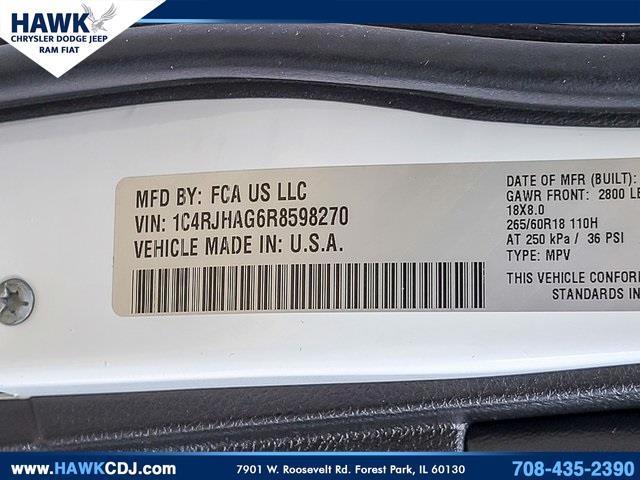 HAWK
CHRYSLER DODGE JEEP
RAM FIAT
MFD BY: FCA US LLC
VIN: 1C4RJHAG6R8598270
VEHICLE MADE IN: U.S.A.
DATE OF MFR (BUILT):
GAWR FRONT: 2800 LB
18X8.0
265/60R18 110H
AT 250 kPa / 36 PSI
TYPE: MPV
THIS VEHICLE CONFOR
STANDARDS IN
www.HAWKCDJ.com
7901 W. Roosevelt Rd. Forest Park, IL 60130
708-435-2390